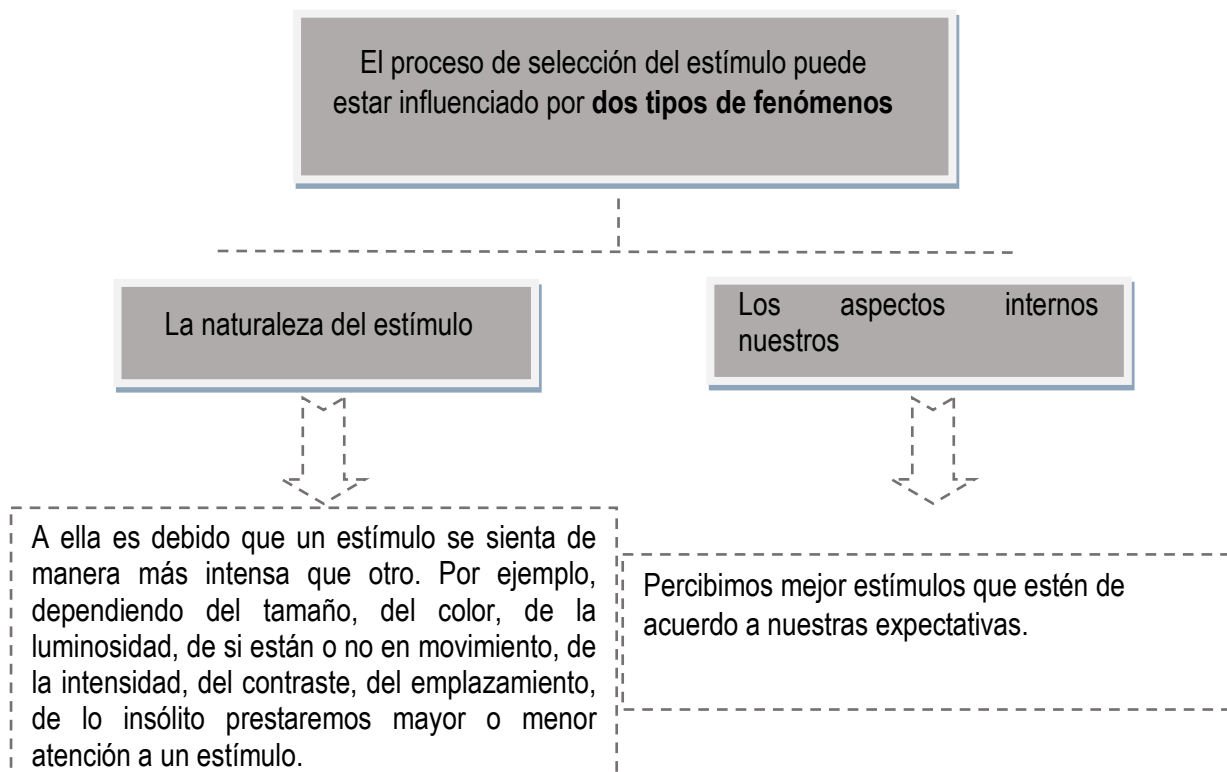 El proceso de selección del estímulo puede
estar influenciado por dos tipos de fenómenos
La naturaleza del estímulo
Los aspectos internos
nuestros
A ella es debido que un estímulo se sienta de
manera más intensa que otro. Por ejemplo,
dependiendo del tamaño, del color, de la
luminosidad, de si están o no en movimiento, de
la intensidad, del contraste, del emplazamiento,
de lo insólito prestaremos mayor o menor
atención a un estímulo.
Percibimos mejor estímulos que estén de
acuerdo a nuestras expectativas.